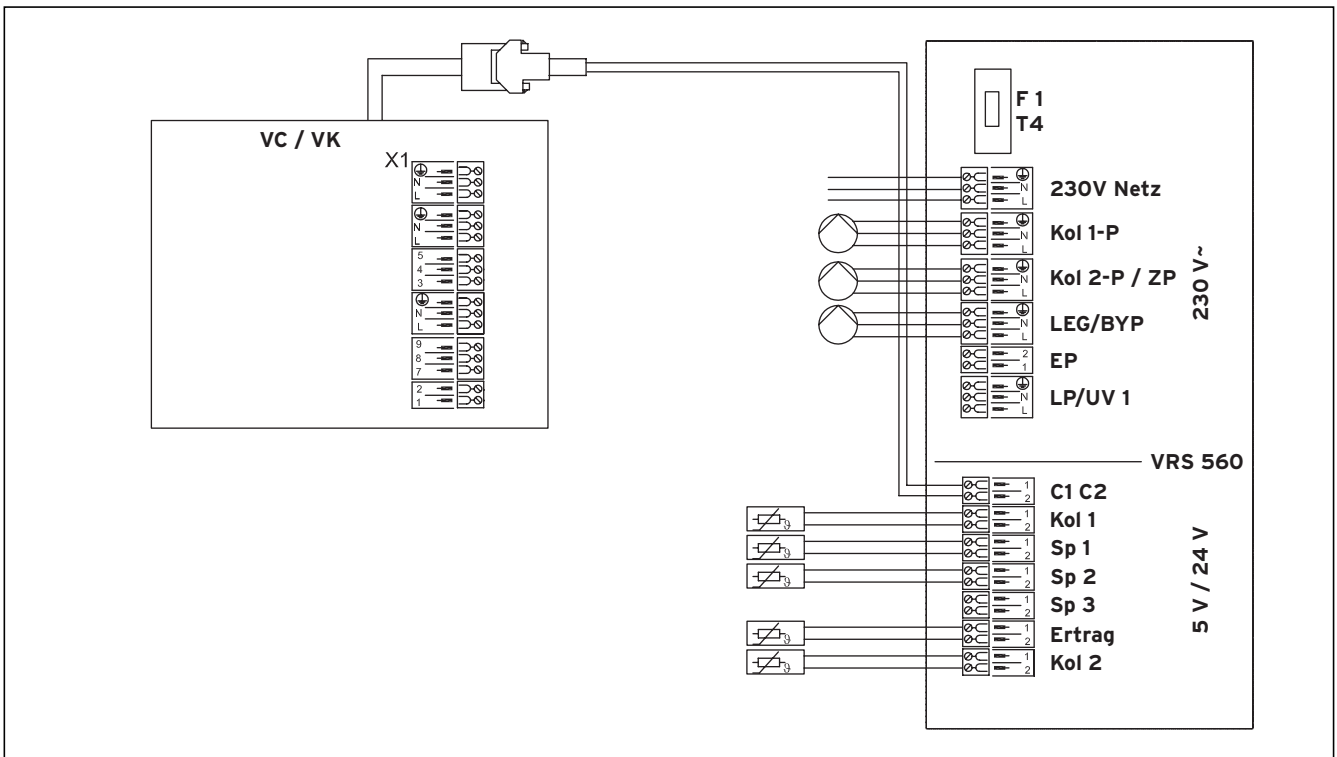 VC / VK
X1
⏚
N
L
⏚
N
L
5
4
3
⏚
N
L
9
8
7
2
1
F 1
T4
⏚
N
L
230V Netz
⏚
N
L
Kol 1-P
⏚
N
L
Kol 2-P / ZP
⏚
N
L
LEG/BYP
2
1
EP
⏚
N
L
LP/UV 1
230 V~
VRS 560
1
2
C1 C2
ϑ
1
2
Kol 1
ϑ
1
2
Sp 1
ϑ
1
2
Sp 2
1
2
Sp 3
ϑ
1
2
Ertrag
ϑ
1
2
Kol 2
5 V / 24 V